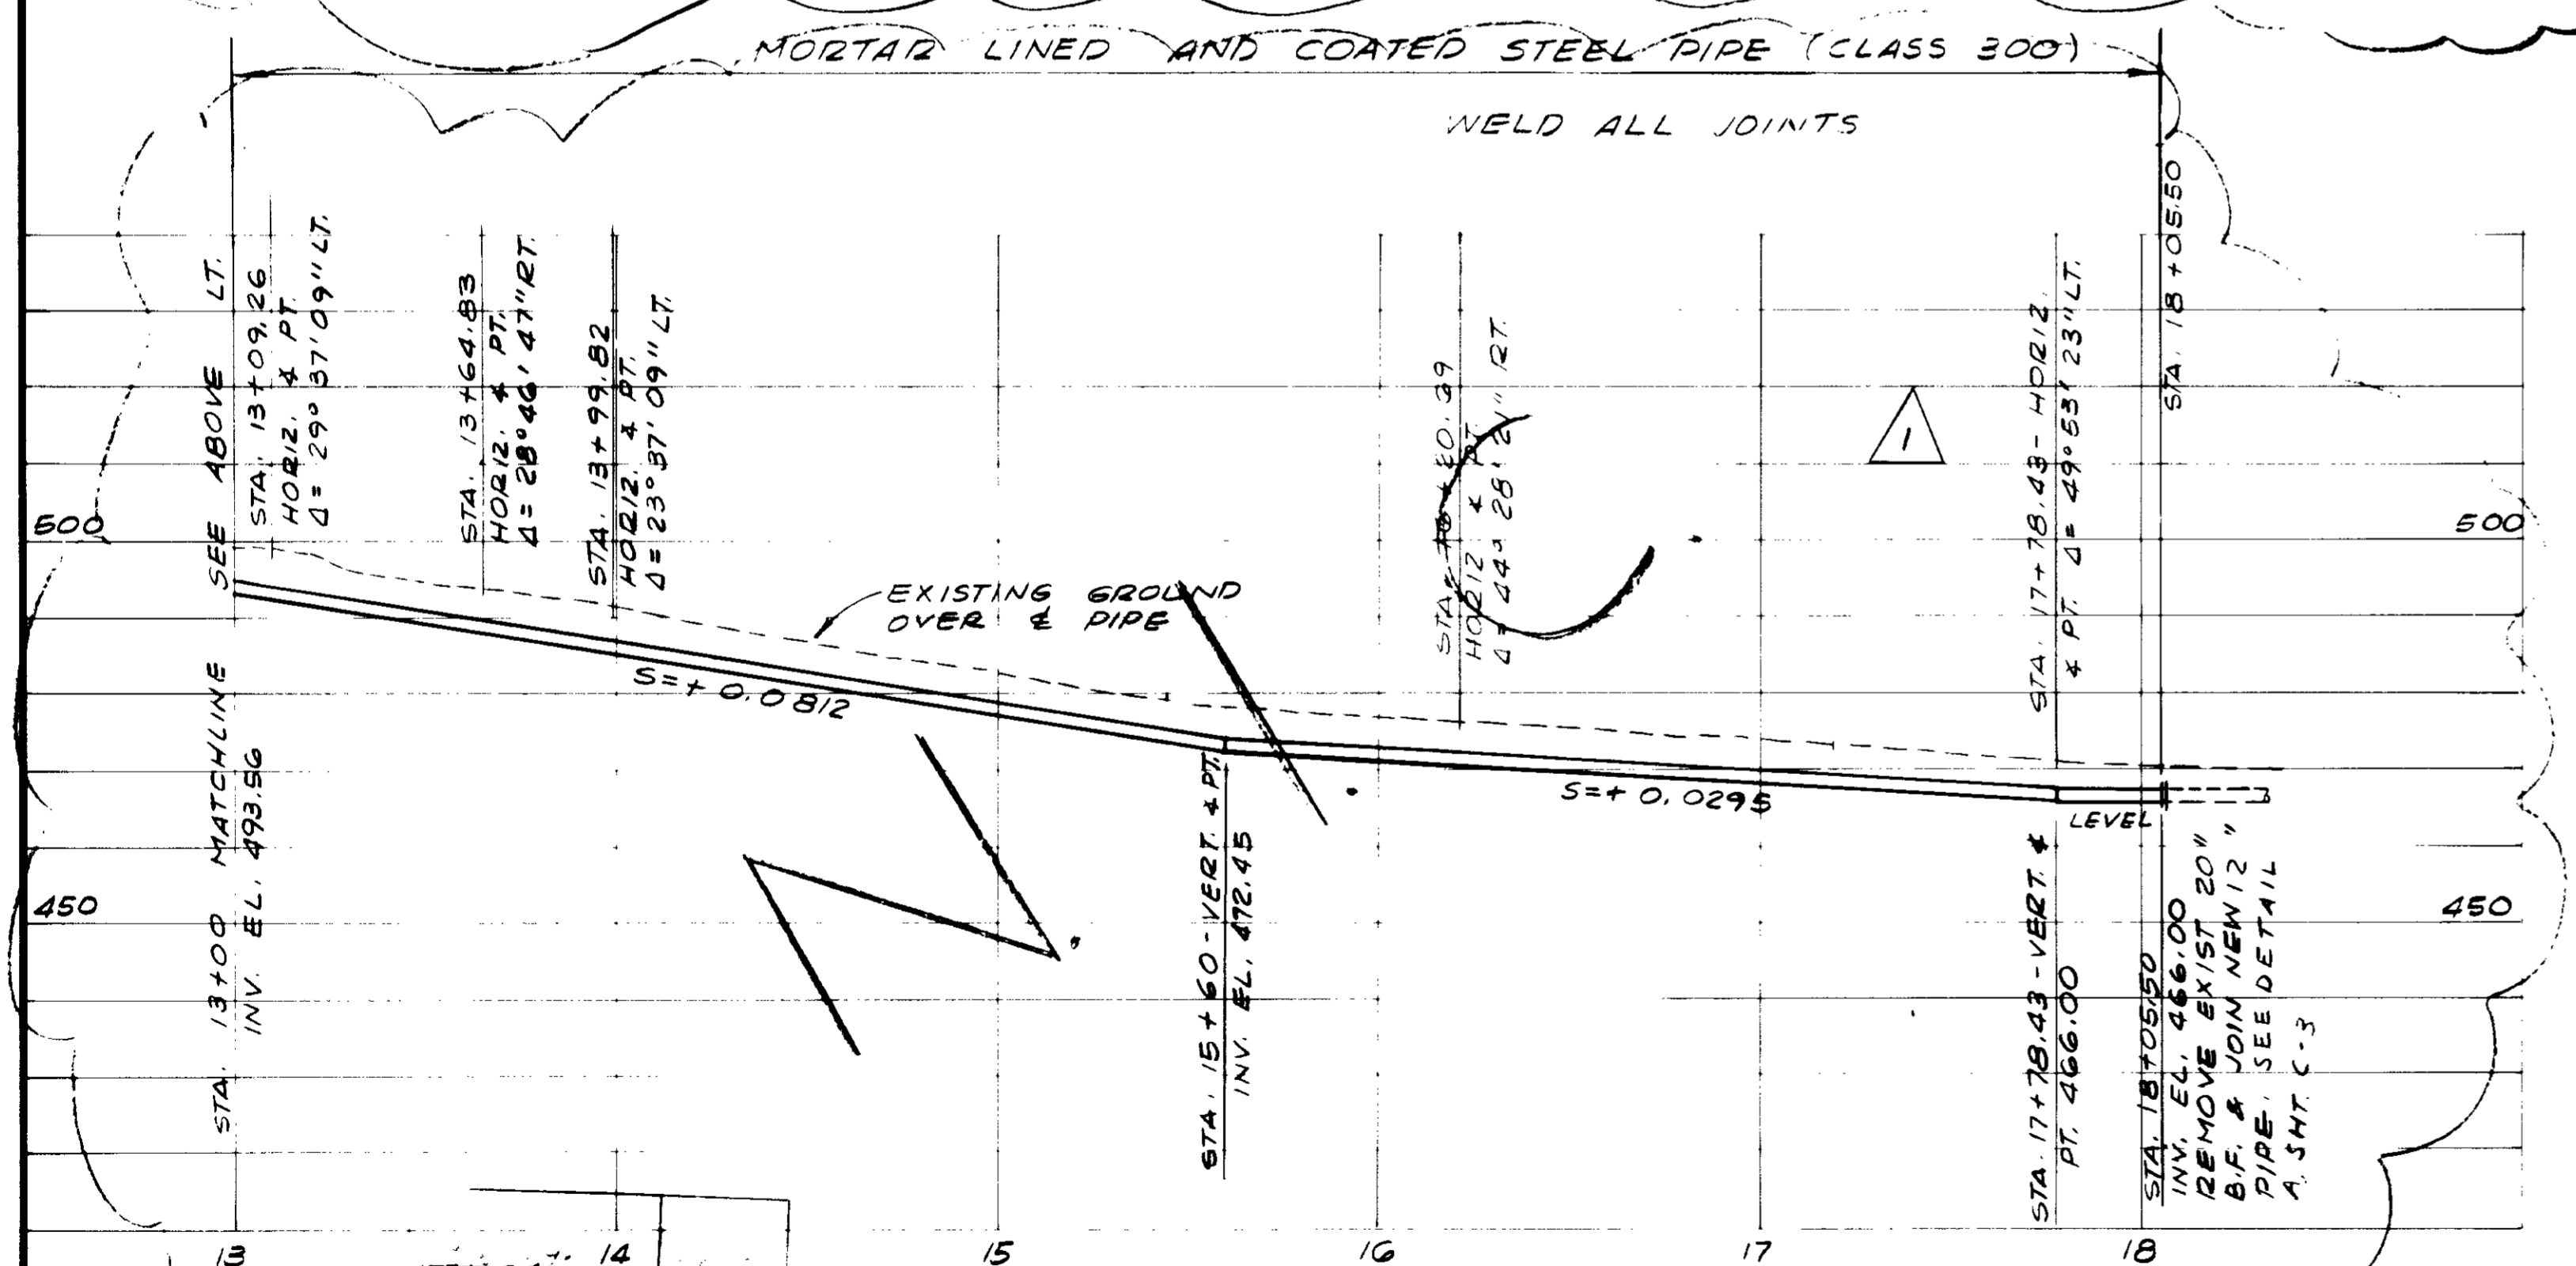 MORTAR LINED AND COATED STEEL PIPE (CLASS 300)
WELD ALL JOINTS
SEE ABOVE LT.
STA. 13+09.26
HORIZ. ∡ PT
Δ= 29° 37' 09" LT.
STA. 13+64.83
HORIZ. ∡ PT.
Δ= 28° 46' 47" RT.
STA. 13+99.82
HORIZ. ∡ PT.
Δ= 23° 37' 09" LT.
HORIZ ∡ PT
Δ= 44° 28' 21" RT.
1
STA. 17+78.43- HORIZ.
∡ PT. Δ= 49° 53' 23" LT.
STA. 18+05.50
500
500
EXISTING GROUND
OVER ℄ PIPE
S=+ 0.0812
S=+ 0.0295
LEVEL
STA. 13+00 MATCHLINE
INV. EL. 493.56
STA. 15+60-VERT. ∡ PT.
INV. EL. 472.45
STA. 17+78.43-VERT. ∡
PT. 466.00
STA. 18+05.50
INV. EL. 466.00
REMOVE EXIST 20"
B.F. & JOIN NEW 12"
PIPE. SEE DETAIL
A. SHT. C-3
450
450
13 14 15 16 17 18